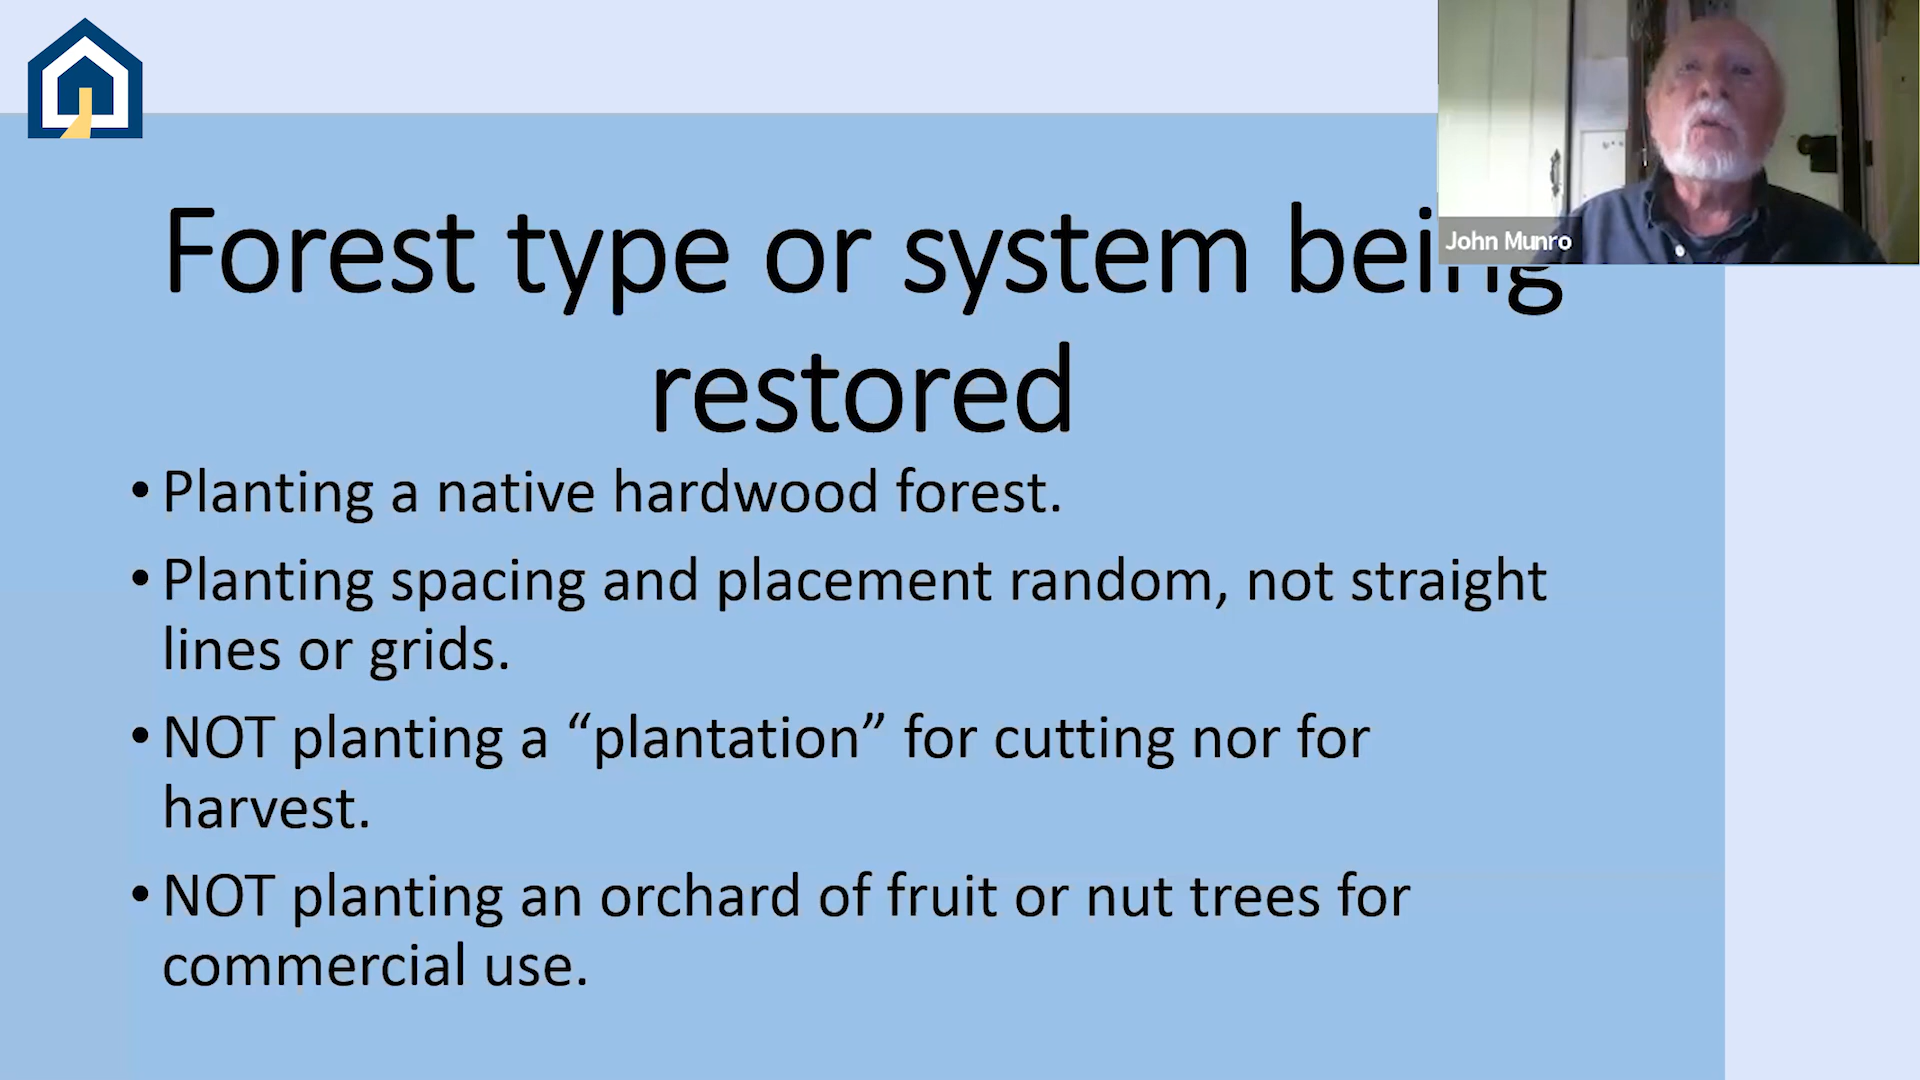 John Munro
Forest type or system being
restored
• Planting a native hardwood forest.
• Planting spacing and placement random, not straight
lines or grids.
• NOT planting a “plantation” for cutting nor for
harvest.
• NOT planting an orchard of fruit or nut trees for
commercial use.